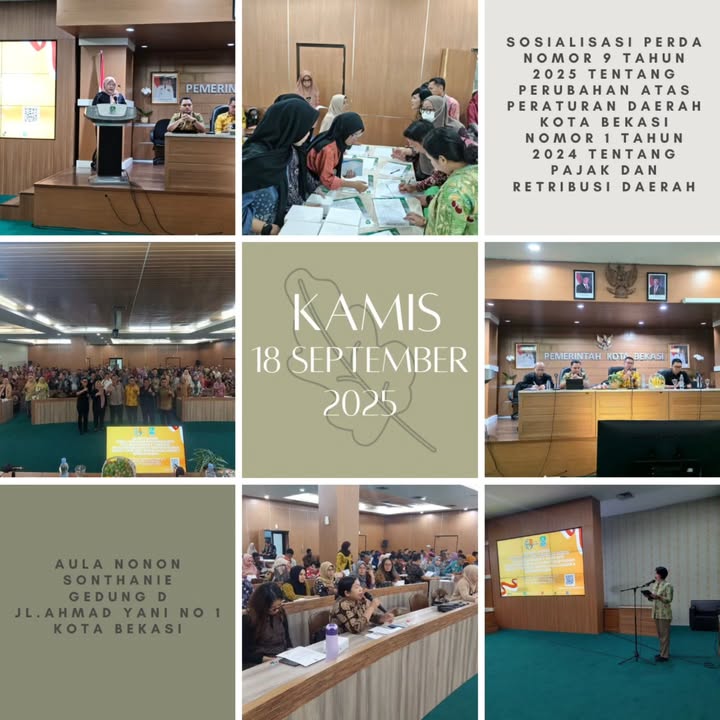 PEMERIN
SOSIALISASI PERDA
NOMOR 9 TAHUN
2025 TENTANG
PERUBAHAN ATAS
PERATURAN DAERAH
KOTA BEKASI
NOMOR 1 TAHUN
2024 TENTANG
PAJAK DAN
RETRIBUSI DAERAH
KAMIS
18 SEPTEMBER
2025
PEMERINTAH KOTA BEKASI
AULA NONON
SONTHANIE
GEDUNG D
JL.AHMAD YANI NO 1
KOTA BEKASI